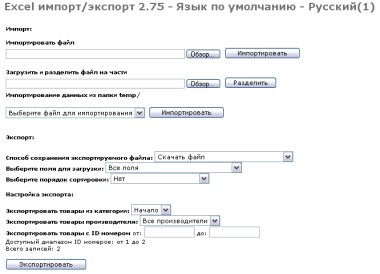 Excel импорт/экспорт 2.75 - Язык по умолчанию - Русский(1)
Импорт:
Импортировать файл
Обзор... Импортировать
Загрузить и разделить файл на части
Обзор... Разделить
Импортирование данных из папки temp/
Выберите файл для импортирования Импортировать
Экспорт:
Способ сохранения экспортируемого файла: Скачать файл
Выберите поля для загрузки: Все поля
Выберите порядок сортировки: Нет
Настройка экспорта:
Экспортировать товары из категории: Начало
Экспортировать товары производителя: Все производители
Экспортировать товары с ID номером от: до:
Доступный диапазон ID номеров: от 1 до 2
Всего записей: 2
Экспортировать